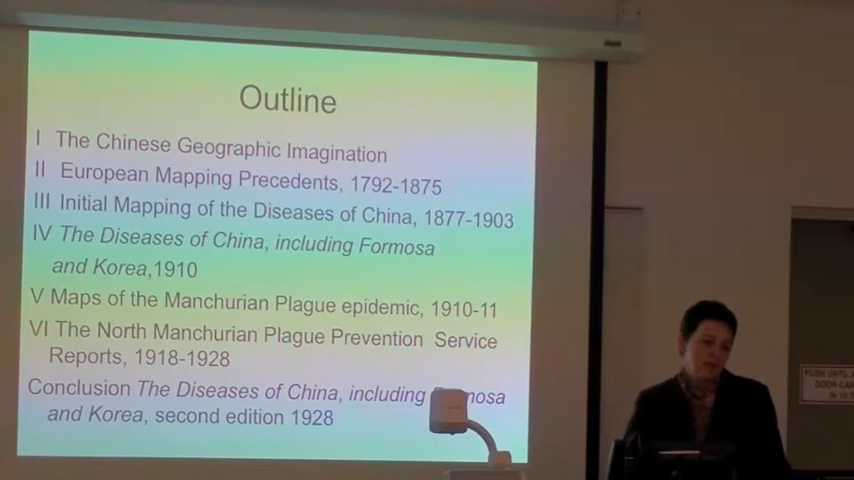 Outline
I The Chinese Geographic Imagination
II European Mapping Precedents, 1792-1875
III Initial Mapping of the Diseases of China, 1877-1903
IV The Diseases of China, including Formosa
and Korea,1910
V Maps of the Manchurian Plague epidemic, 1910-11
VI The North Manchurian Plague Prevention Service
Reports, 1918-1928
Conclusion The Diseases of China, including
and Korea, second edition 1928
PUSH UNTIL
DOOR CAN